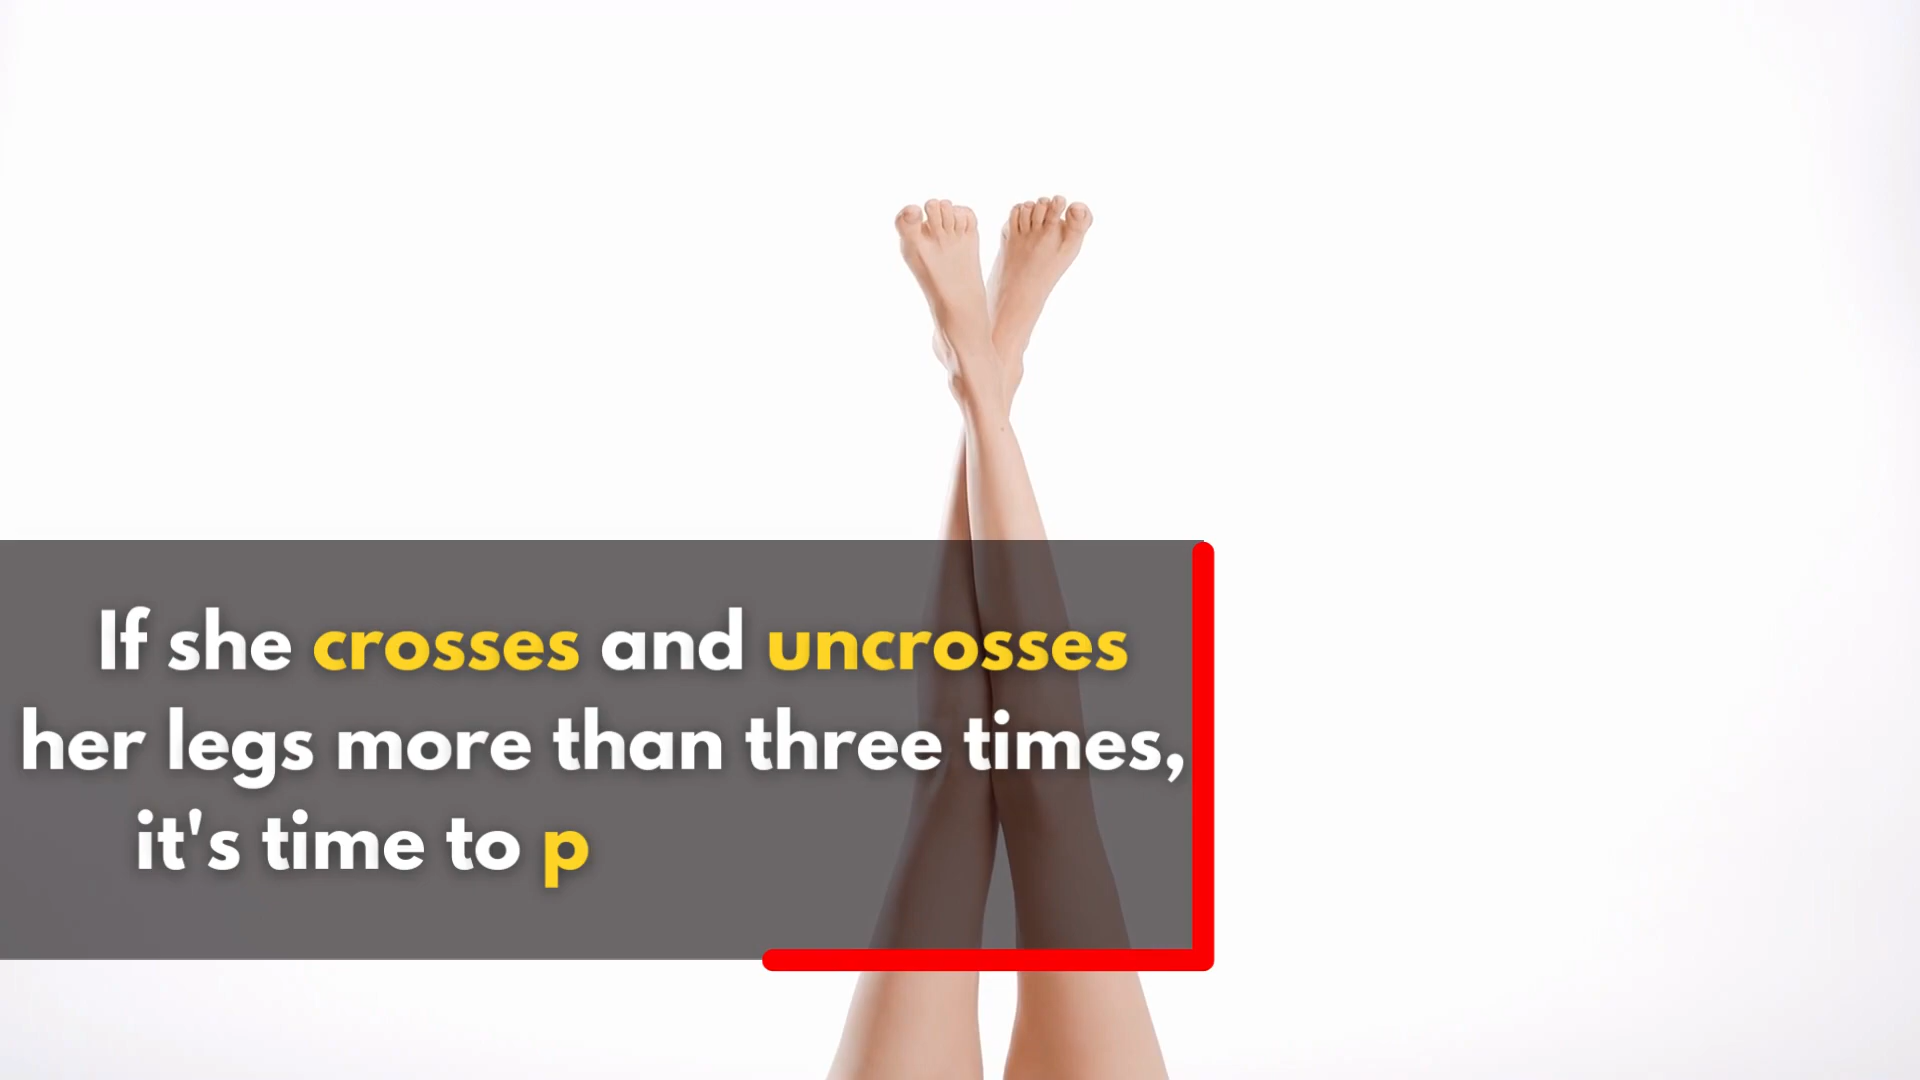 If she crosses and uncrosses
her legs more than three times,
it's time to p